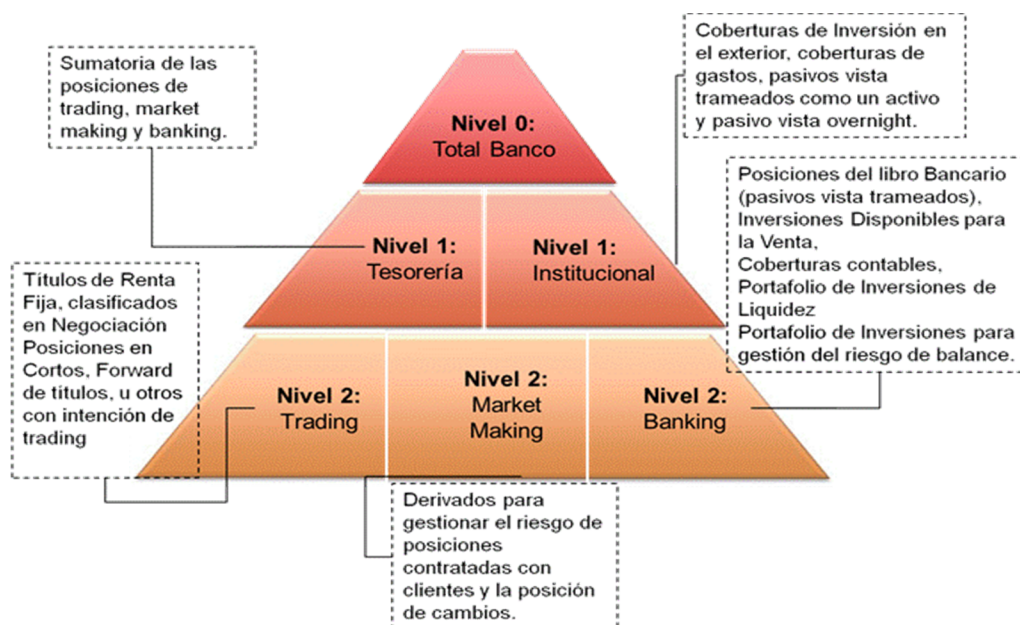 Sumatoria de las
posiciones de
trading, market
making y banking.
Coberturas de Inversión en
el exterior, coberturas de
gastos, pasivos vista
trameados como un activo
y pasivo vista overnight.
Nivel 0:
Total Banco
Posiciones del libro Bancario
(pasivos vista trameados),
Inversiones Disponibles para
la Venta,
Coberturas contables,
Portafolio de Inversiones de
Liquidez
Portafolio de Inversiones para
gestión del riesgo de balance.
Nivel 1:
Tesorería
Nivel 1:
Institucional
Títulos de Renta
Fija, clasificados
en Negociación
Posiciones en
Cortos, Forward
de títulos, u otros
con intención de
trading
Nivel 2:
Trading
Nivel 2:
Market
Making
Nivel 2:
Banking
Derivados para
gestionar el riesgo de
posiciones
contratadas con
clientes y la posición
de cambios.